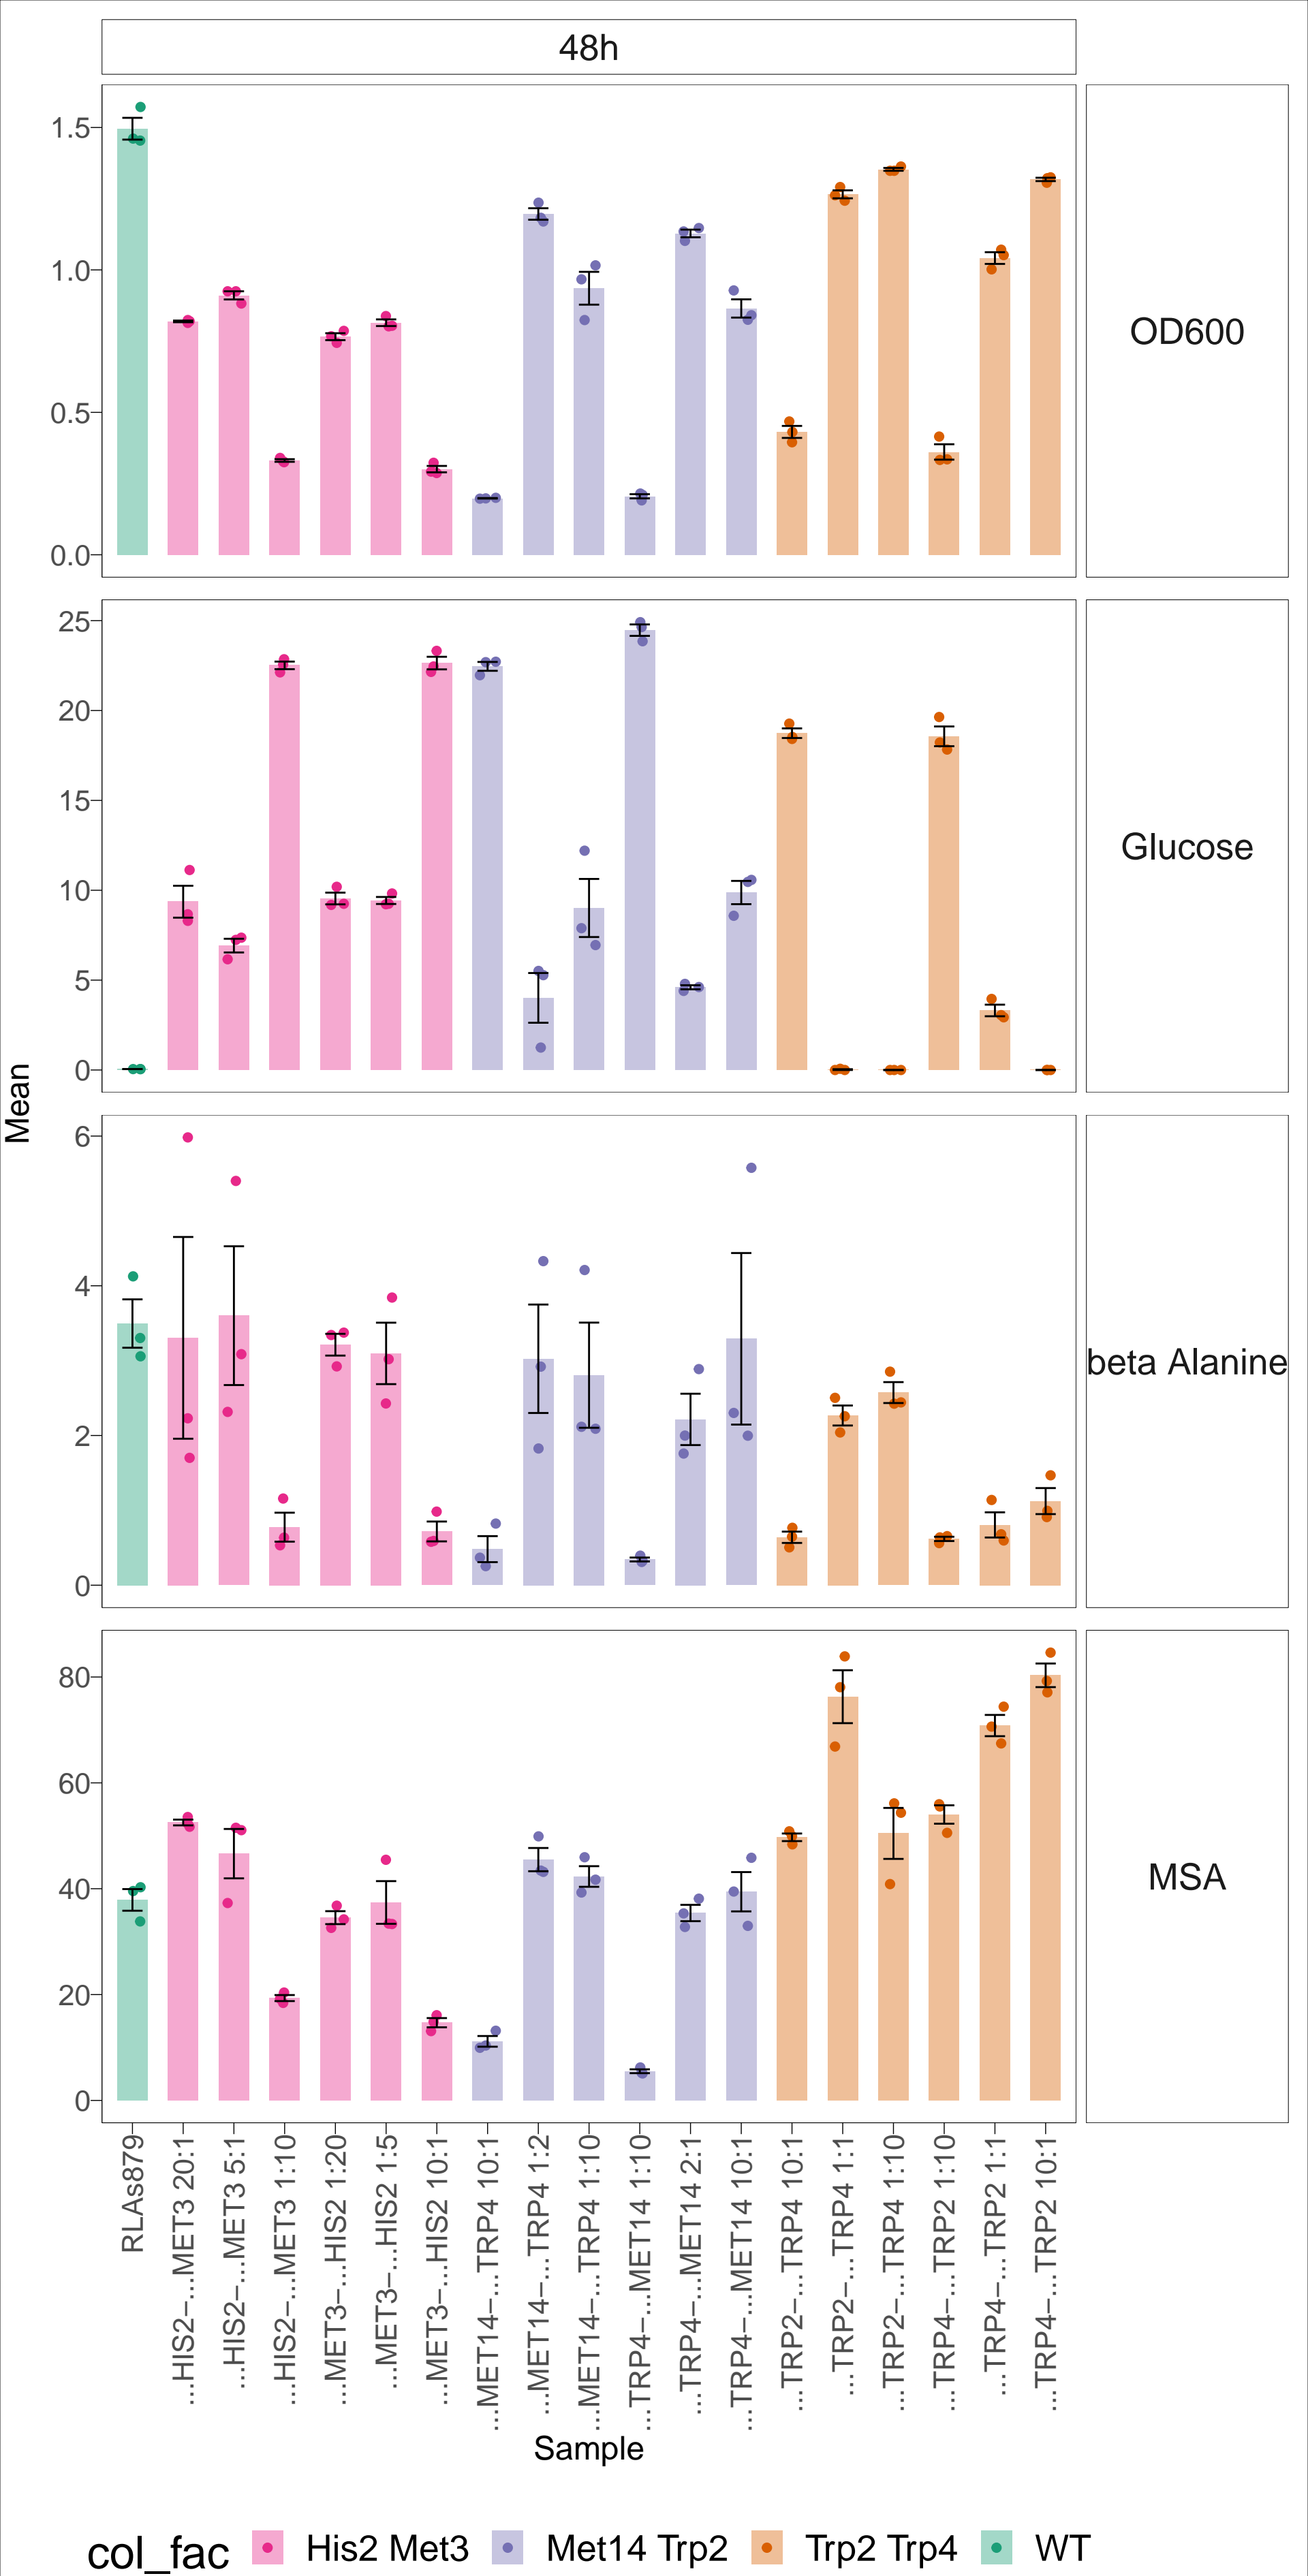 48h
1.5
1.0
0.5
0.0
OD600
25
20
15
10
5
0
Glucose
Mean
6
4
2
0
beta Alanine
80
60
40
20
0
MSA
RLAs879
...HIS2−...MET3 20:1
...HIS2−...MET3 5:1
...HIS2−...MET3 1:10
...MET3−...HIS2 1:20
...MET3−...HIS2 1:5
...MET3−...HIS2 10:1
...MET14−...TRP4 10:1
...MET14−...TRP4 1:2
...MET14−...TRP4 1:10
...TRP4−...MET14 1:10
...TRP4−...MET14 2:1
...TRP4−...MET14 10:1
...TRP2−...TRP4 10:1
...TRP2−...TRP4 1:1
...TRP2−...TRP4 1:10
...TRP4−...TRP2 1:10
...TRP4−...TRP2 1:1
...TRP4−...TRP2 10:1
Sample
col_fac His2 Met3 Met14 Trp2 Trp2 Trp4 WT